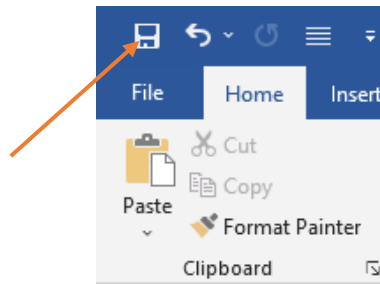 File Home Insert
Cut
Copy
Paste
Format Painter
Clipboard